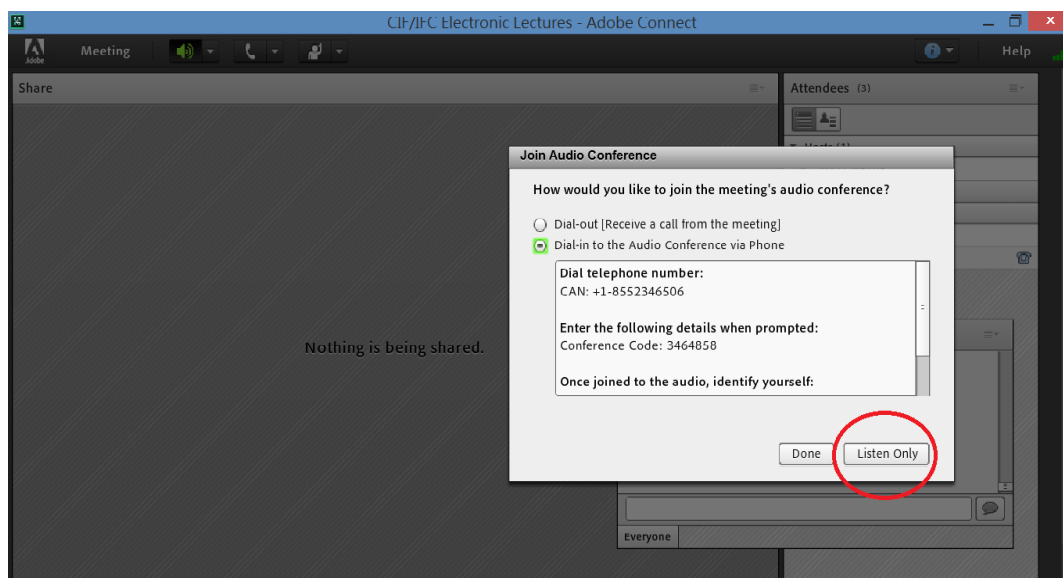 CIF/IFC Electronic Lectures - Adobe Connect
Adobe
Meeting
Help
Share
Attendees (3)
Join Audio Conference
How would you like to join the meeting's audio conference?
Dial-out [Receive a call from the meeting]
Dial-in to the Audio Conference via Phone
Dial telephone number:
CAN: +1-8552346506
Enter the following details when prompted:
Conference Code: 3464858
Once joined to the audio, identify yourself:
Nothing is being shared.
Done
Listen Only
Everyone